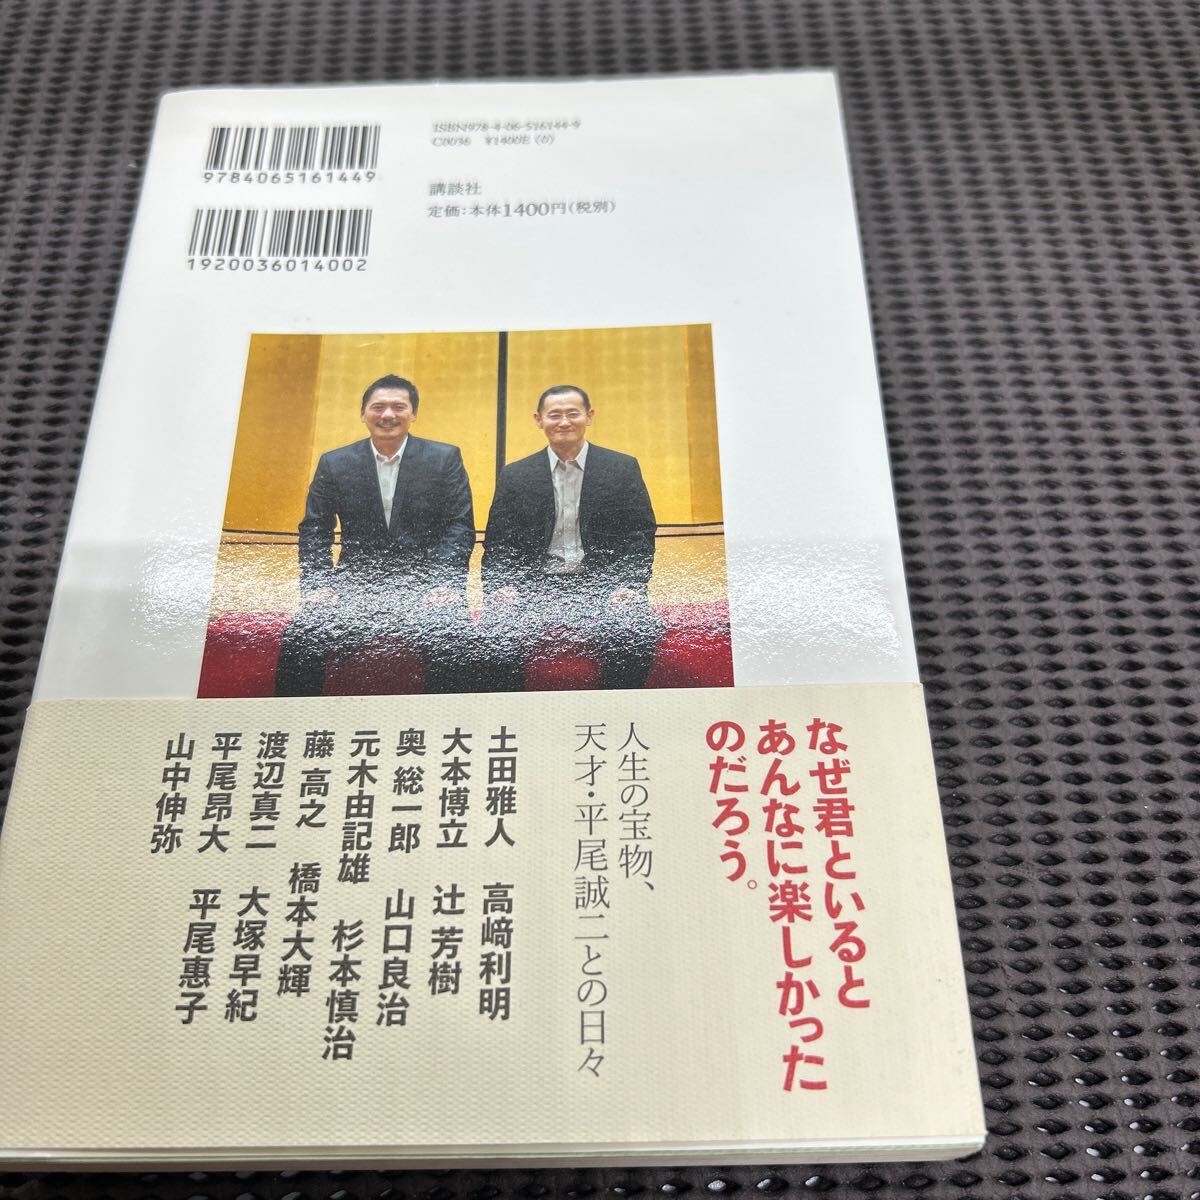 9784065161449
1920036014002
ISBN978-4-06-516144-9
C0036 ¥1400E (0)
講談社
定価:本体1400円(税別)
なぜ君といると
あんなに楽しかった
のだろう。
人生の宝物、
天才・平尾誠二との日々
土田雅人 高﨑利明
大本博立 辻 芳樹
奥 総一郎 山口良治
元木由記雄 杉本慎治
藤 高之 橋本大輝
渡辺真二 大塚早紀
平尾昂大 平尾惠子
山中伸弥